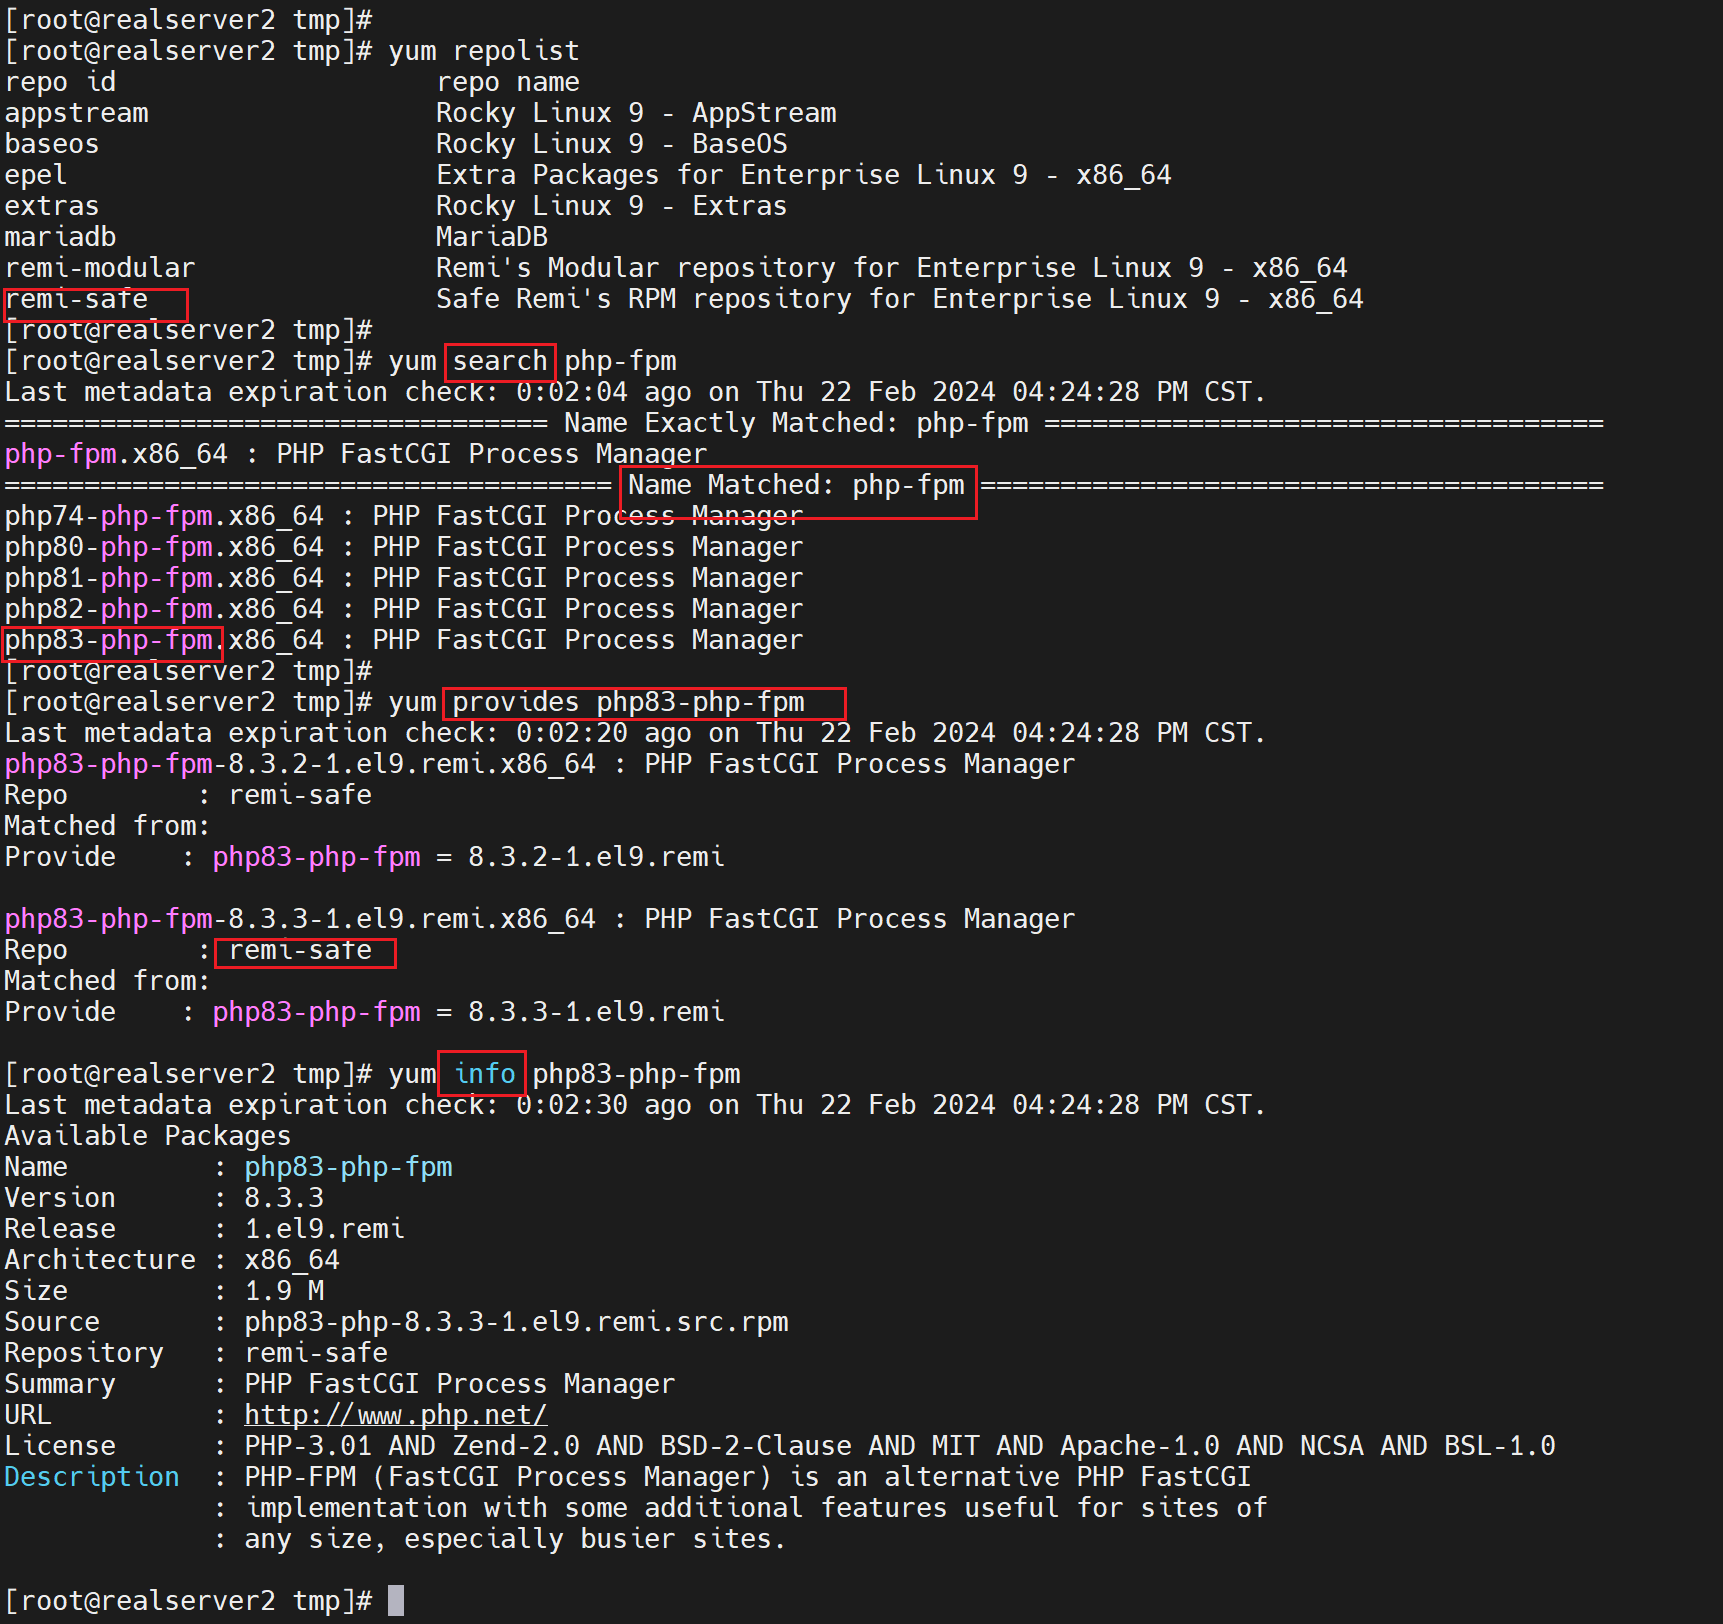 [root@realserver2 tmp]#
[root@realserver2 tmp]# yum repolist
repo id                    repo name
appstream                  Rocky Linux 9 - AppStream
baseos                     Rocky Linux 9 - BaseOS
epel                       Extra Packages for Enterprise Linux 9 - x86_64
extras                     Rocky Linux 9 - Extras
mariadb                    MariaDB
remi-modular               Remi's Modular repository for Enterprise Linux 9 - x86_64
remi-safe                  Safe Remi's RPM repository for Enterprise Linux 9 - x86_64
[root@realserver2 tmp]#
[root@realserver2 tmp]# yum search php-fpm
Last metadata expiration check: 0:02:04 ago on Thu 22 Feb 2024 04:24:28 PM CST.
================================== Name Exactly Matched: php-fpm ===================================
php-fpm.x86_64 : PHP FastCGI Process Manager
====================================== Name Matched: php-fpm =======================================
php74-php-fpm.x86_64 : PHP FastCGI Process Manager
php80-php-fpm.x86_64 : PHP FastCGI Process Manager
php81-php-fpm.x86_64 : PHP FastCGI Process Manager
php82-php-fpm.x86_64 : PHP FastCGI Process Manager
php83-php-fpm.x86_64 : PHP FastCGI Process Manager
[root@realserver2 tmp]#
[root@realserver2 tmp]# yum provides php83-php-fpm
Last metadata expiration check: 0:02:20 ago on Thu 22 Feb 2024 04:24:28 PM CST.
php83-php-fpm-8.3.2-1.el9.remi.x86_64 : PHP FastCGI Process Manager
Repo        : remi-safe
Matched from:
Provide    : php83-php-fpm = 8.3.2-1.el9.remi
php83-php-fpm-8.3.3-1.el9.remi.x86_64 : PHP FastCGI Process Manager
Repo        : remi-safe
Matched from:
Provide    : php83-php-fpm = 8.3.3-1.el9.remi
[root@realserver2 tmp]# yum info php83-php-fpm
Last metadata expiration check: 0:02:30 ago on Thu 22 Feb 2024 04:24:28 PM CST.
Available Packages
Name         : php83-php-fpm
Version      : 8.3.3
Release      : 1.el9.remi
Architecture : x86_64
Size         : 1.9 M
Source       : php83-php-8.3.3-1.el9.remi.src.rpm
Repository   : remi-safe
Summary      : PHP FastCGI Process Manager
URL          : http://www.php.net/
License      : PHP-3.01 AND Zend-2.0 AND BSD-2-Clause AND MIT AND Apache-1.0 AND NCSA AND BSL-1.0
Description  : PHP-FPM (FastCGI Process Manager) is an alternative PHP FastCGI
             : implementation with some additional features useful for sites of
             : any size, especially busier sites.
[root@realserver2 tmp]#